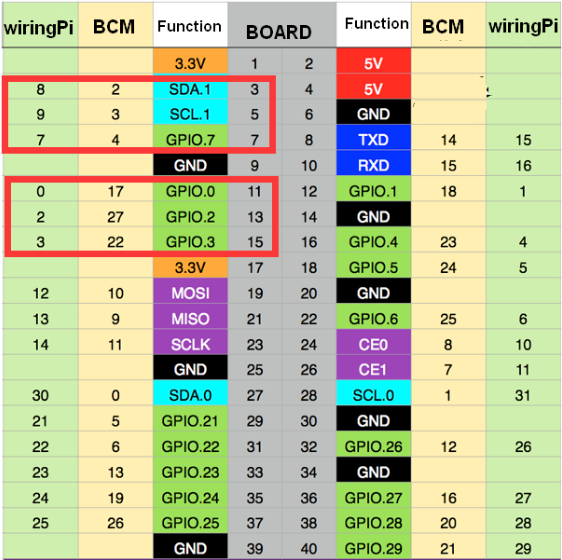 wiringPi BCM Function BOARD Function BCM wiringPi
3.3V 1 2 5V
8 2 SDA.1 3 4 5V
9 3 SCL.1 5 6 GND
7 4 GPIO.7 7 8 TXD 14 15
GND 9 10 RXD 15 16
0 17 GPIO.0 11 12 GPIO.1 18 1
2 27 GPIO.2 13 14 GND
3 22 GPIO.3 15 16 GPIO.4 23 4
3.3V 17 18 GPIO.5 24 5
12 10 MOSI 19 20 GND
13 9 MISO 21 22 GPIO.6 25 6
14 11 SCLK 23 24 CE0 8 10
GND 25 26 CE1 7 11
30 0 SDA.0 27 28 SCL.0 1 31
21 5 GPIO.21 29 30 GND
22 6 GPIO.22 31 32 GPIO.26 12 26
23 13 GPIO.23 33 34 GND
24 19 GPIO.24 35 36 GPIO.27 16 27
25 26 GPIO.25 37 38 GPIO.28 20 28
GND 39 40 GPIO.29 21 29